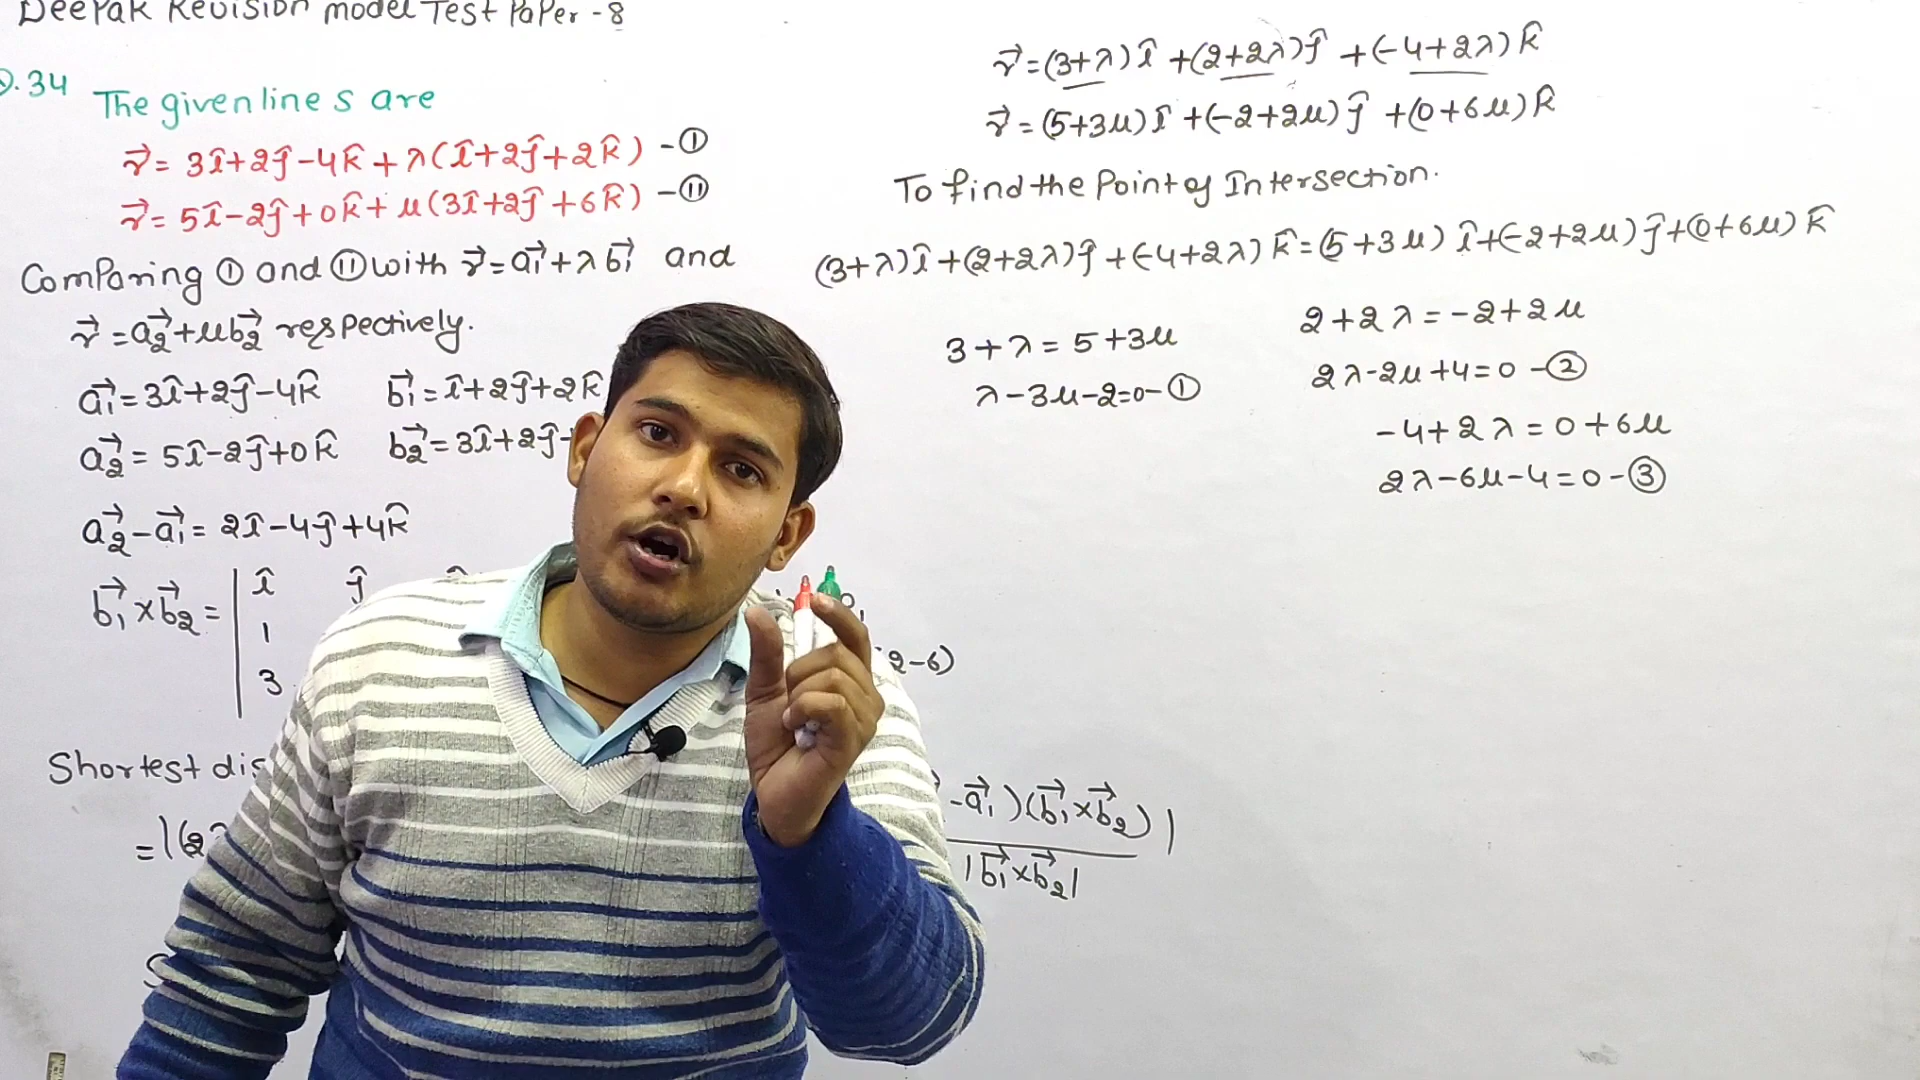 Deepak Revision model Test Paper - 8
Q.34 The given lines are
r⃗ = 3î+2ĵ-4k̂ + λ(î+2ĵ+2k̂) - ①
r⃗ = 5î-2ĵ+0k̂ + μ(3î+2ĵ+6k̂) - ⑪
Comparing ① and ⑪ with r⃗ = a₁⃗ + λb₁⃗ and
r⃗ = a₂⃗ + μb₂⃗ respectively.
a₁⃗ = 3î+2ĵ-4k̂ b₁⃗ = î+2ĵ+2k̂
a₂⃗ = 5î-2ĵ+0k̂ b₂⃗ = 3î+2ĵ+
a₂⃗ - a₁⃗ = 2î-4ĵ+4k̂
b₁⃗ × b₂⃗ = | î ĵ
1
3
2-6)
Shortest dis
- a₁⃗ )(b₁⃗ × b₂⃗) |
|b₁⃗ × b₂⃗|
= |(2
S
r⃗ = (3+λ)î + (2+2λ)ĵ + (-4+2λ)k̂
r⃗ = (5+3μ)î + (-2+2μ)ĵ + (0+6μ)k̂
To find the Point of Intersection.
(3+λ)î + (2+2λ)ĵ + (-4+2λ)k̂ = (5+3μ)î + (-2+2μ)ĵ + (0+6μ)k̂
3+λ = 5+3μ
λ-3μ-2=0 - ①
2+2λ = -2+2μ
2λ-2μ+4=0 - ②
-4+2λ = 0+6μ
2λ-6μ-4=0 - ③